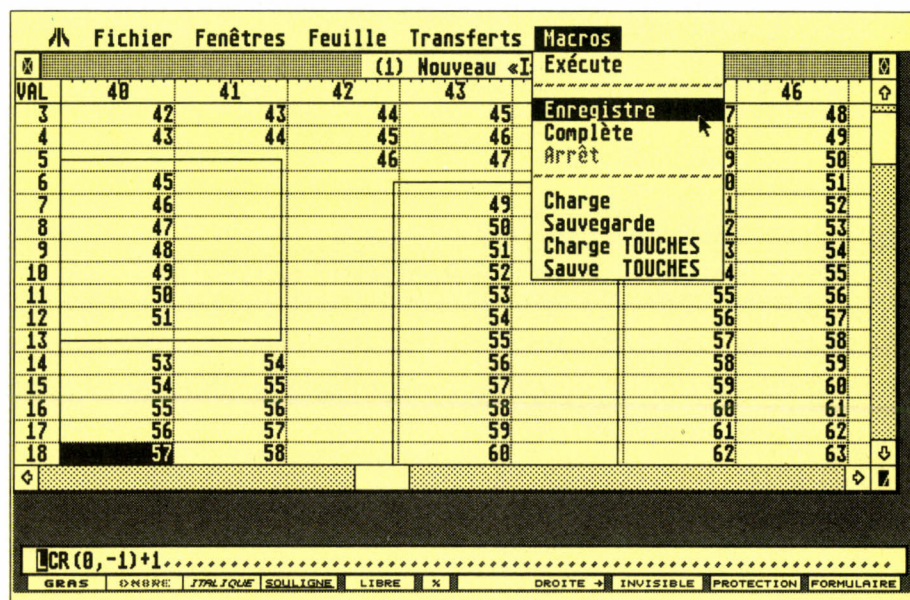 Fichier Fenêtres Feuille Transferts Macros
(1) Nouveau «I Exécute
VAL 40 41 42 43 46
3 42 43 44 45 Enregistre 7 48
4 43 44 45 46 Complète 8 49
5 46 47 Arrêt 9 50
6 45 0 51
7 46 49 Charge 1 52
8 47 50 Sauvegarde 2 53
9 48 51 Charge TOUCHES 3 54
10 49 52 Sauve TOUCHES 4 55
11 50 53 55 56
12 51 54 56 57
13 55 57 58
14 53 54 56 58 59
15 54 55 57 59 60
16 55 56 58 60 61
17 56 57 59 61 62
18 57 58 60 62 63
LCR(0,-1)+1
GRAS OMBRE ITALIQUE SOULIGNE LIBRE % DROITE → INVISIBLE PROTECTION FORMULAIRE